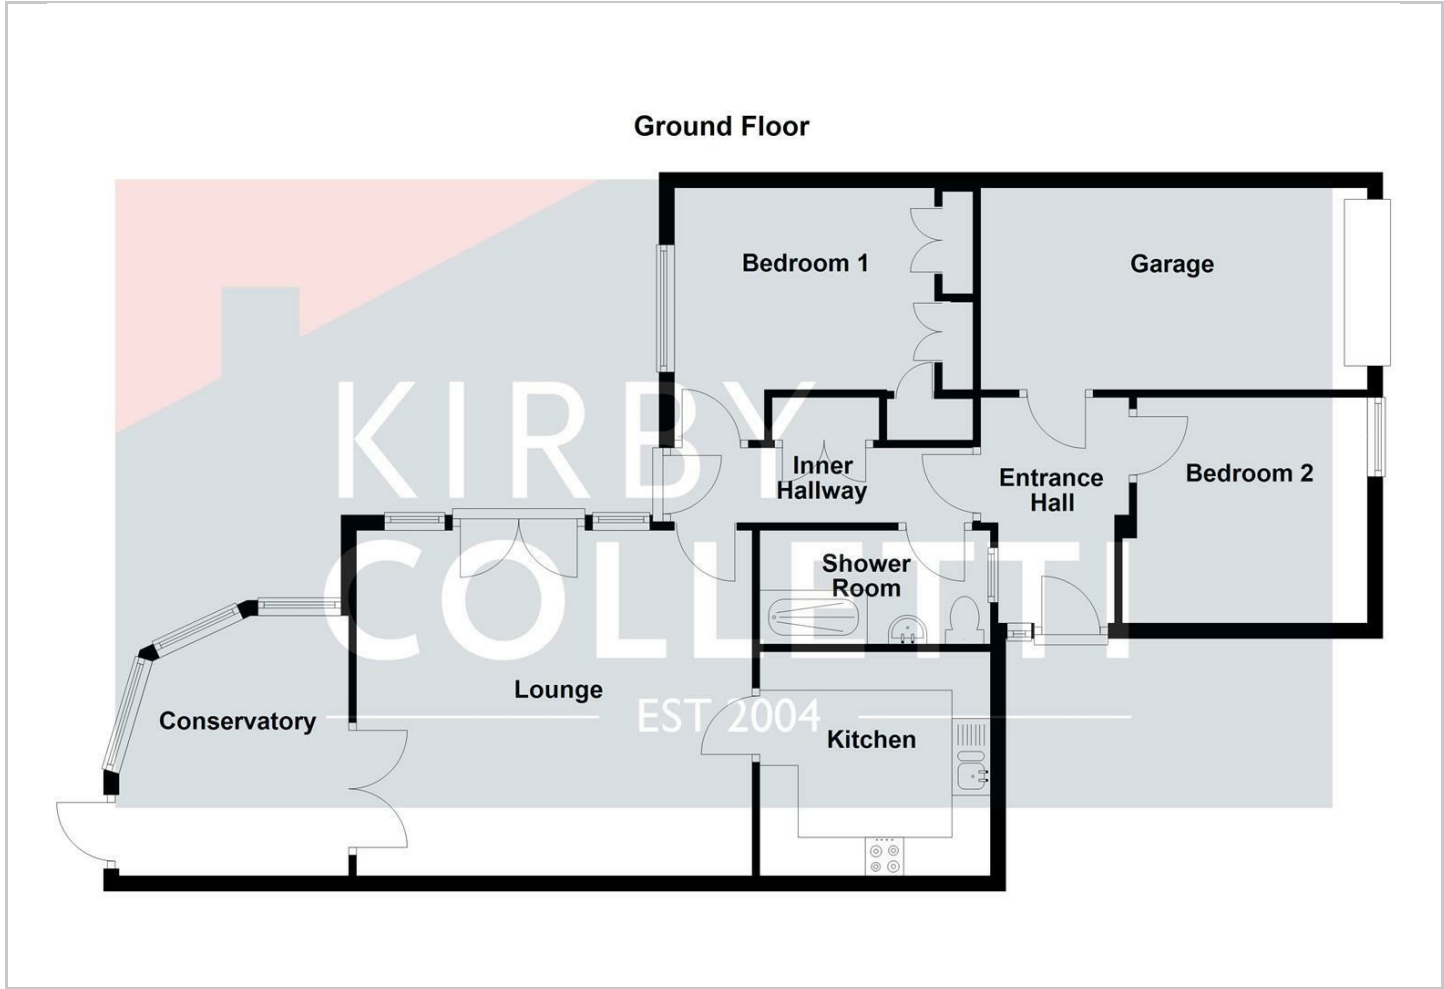 Ground Floor
Bedroom 1
Garage
KIRBY
Inner
Hallway
Entrance
Hall
Bedroom 2
COLLETTI
Shower
Room
Lounge
EST 2004
Conservatory
Kitchen